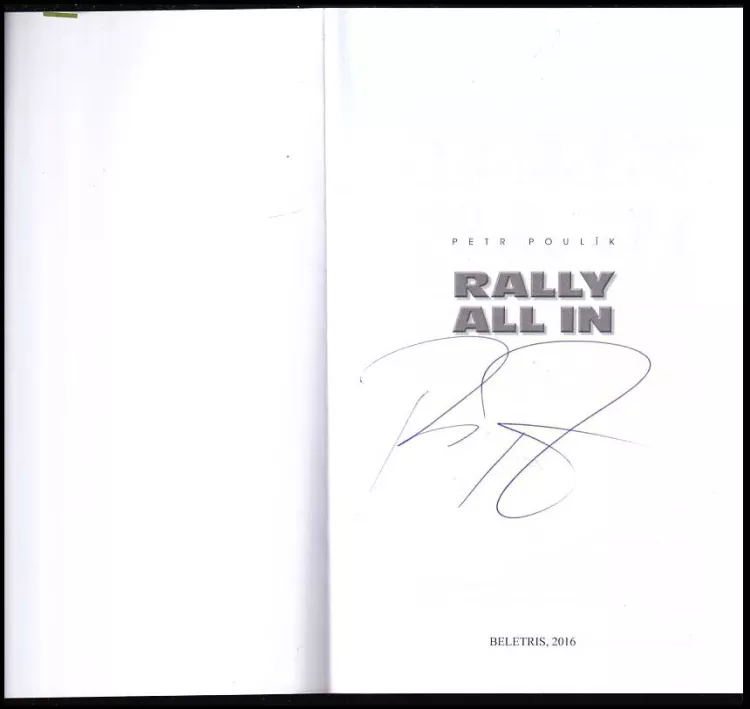 PETR POULÍK
RALLY
ALL IN
BELETRIS, 2016